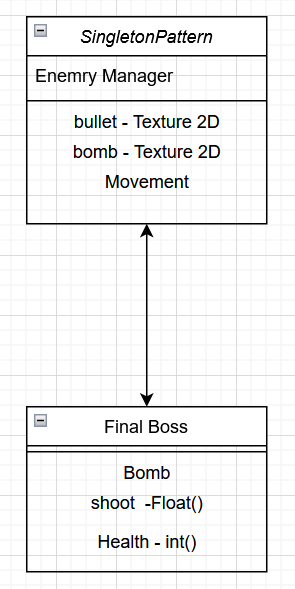 SingletonPattern
Enemry Manager
bullet - Texture 2D
bomb - Texture 2D
Movement
Final Boss
Bomb
shoot -Float()
Health - int()